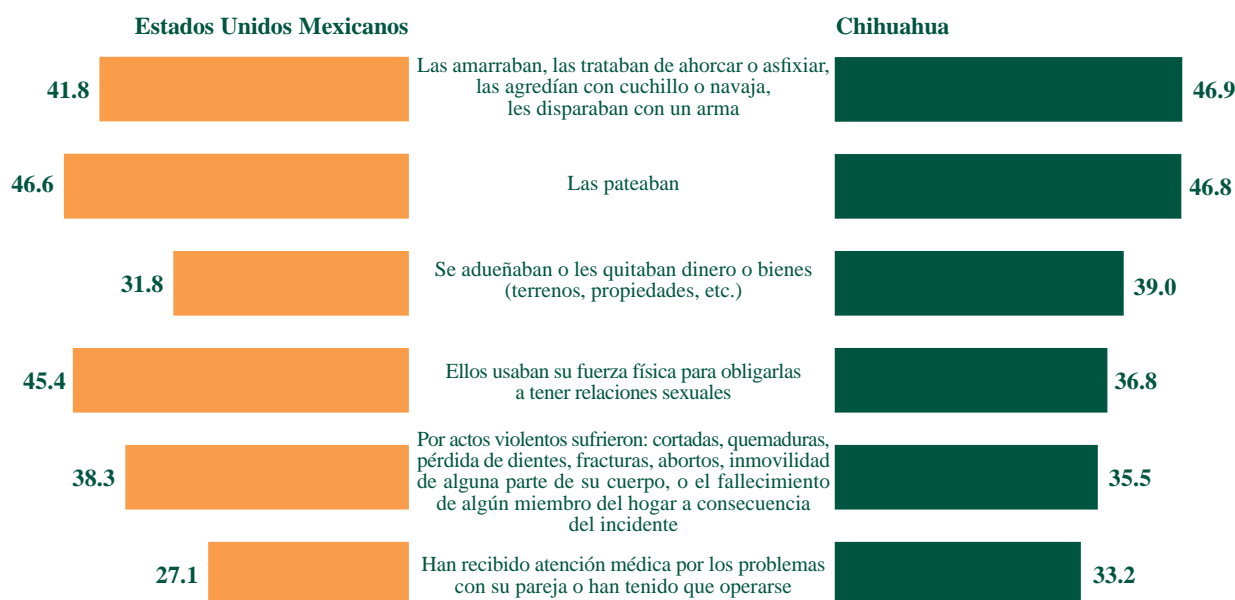 Estados Unidos Mexicanos
Chihuahua
41.8
Las amarraban, las trataban de ahorcar o asfixiar,
las agredían con cuchillo o navaja,
les disparaban con un arma
46.9
46.6
Las pateaban
46.8
31.8
Se adueñaban o les quitaban dinero o bienes
(terrenos, propiedades, etc.)
39.0
45.4
Ellos usaban su fuerza física para obligarlas
a tener relaciones sexuales
36.8
38.3
Por actos violentos sufrieron: cortadas, quemaduras,
pérdida de dientes, fracturas, abortos, inmovilidad
de alguna parte de su cuerpo, o el fallecimiento
de algún miembro del hogar a consecuencia
del incidente
35.5
27.1
Han recibido atención médica por los problemas
con su pareja o han tenido que operarse
33.2